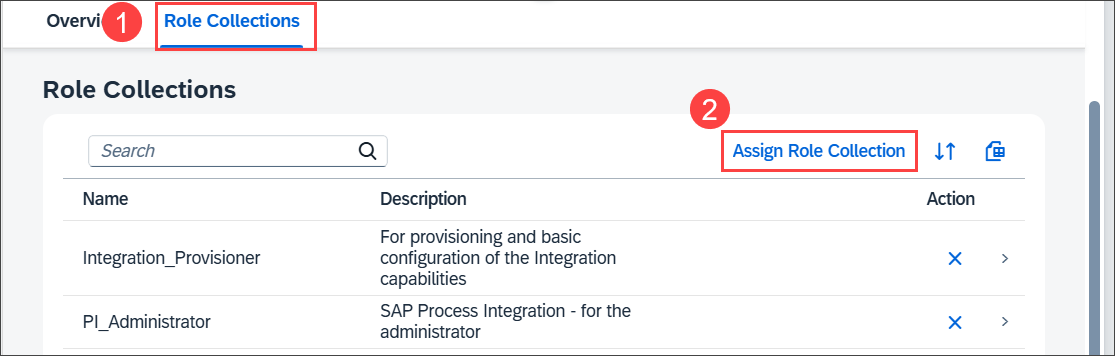 Overvi 1 Role Collections
Role Collections
2
Search Assign Role Collection
Name Description Action
For provisioning and basic
Integration_Provisioner configuration of the Integration
capabilities
PI_Administrator SAP Process Integration - for the
administrator